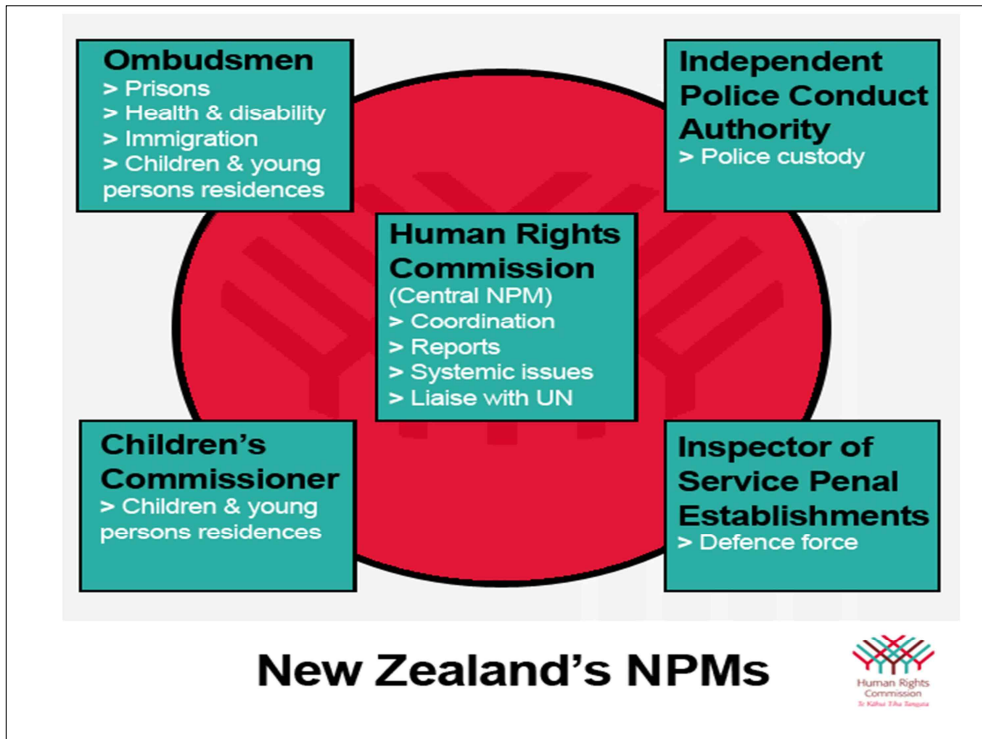 Ombudsmen
> Prisons
> Health & disability
> Immigration
> Children & young
persons residences
Independent
Police Conduct
Authority
> Police custody
Human Rights
Commission
(Central NPM)
> Coordination
> Reports
> Systemic issues
> Liaise with UN
Children's
Commissioner
> Children & young
persons residences
Inspector of
Service Penal
Establishments
> Defence force
New Zealand's NPMs
Human Rights
Commission